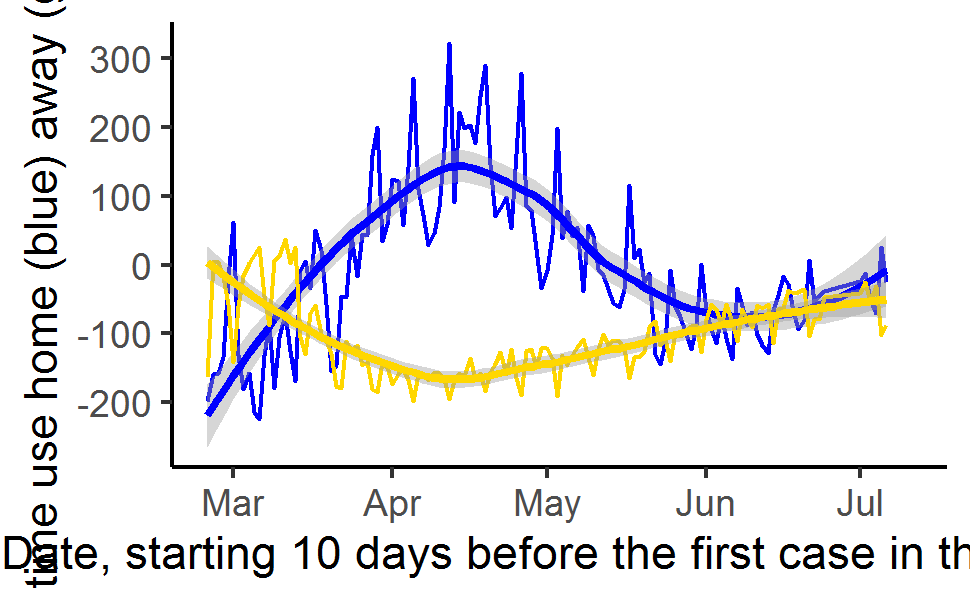 time use home (blue) away (
300
200
100
0
-100
-200
Mar Apr May Jun Jul
Date, starting 10 days before the first case in th